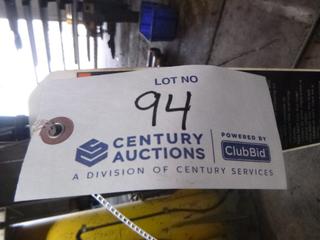 LOT NO
94
CENTURY
AUCTIONS
POWERED BY
ClubBid
A DIVISION OF CENTURY SERVICES